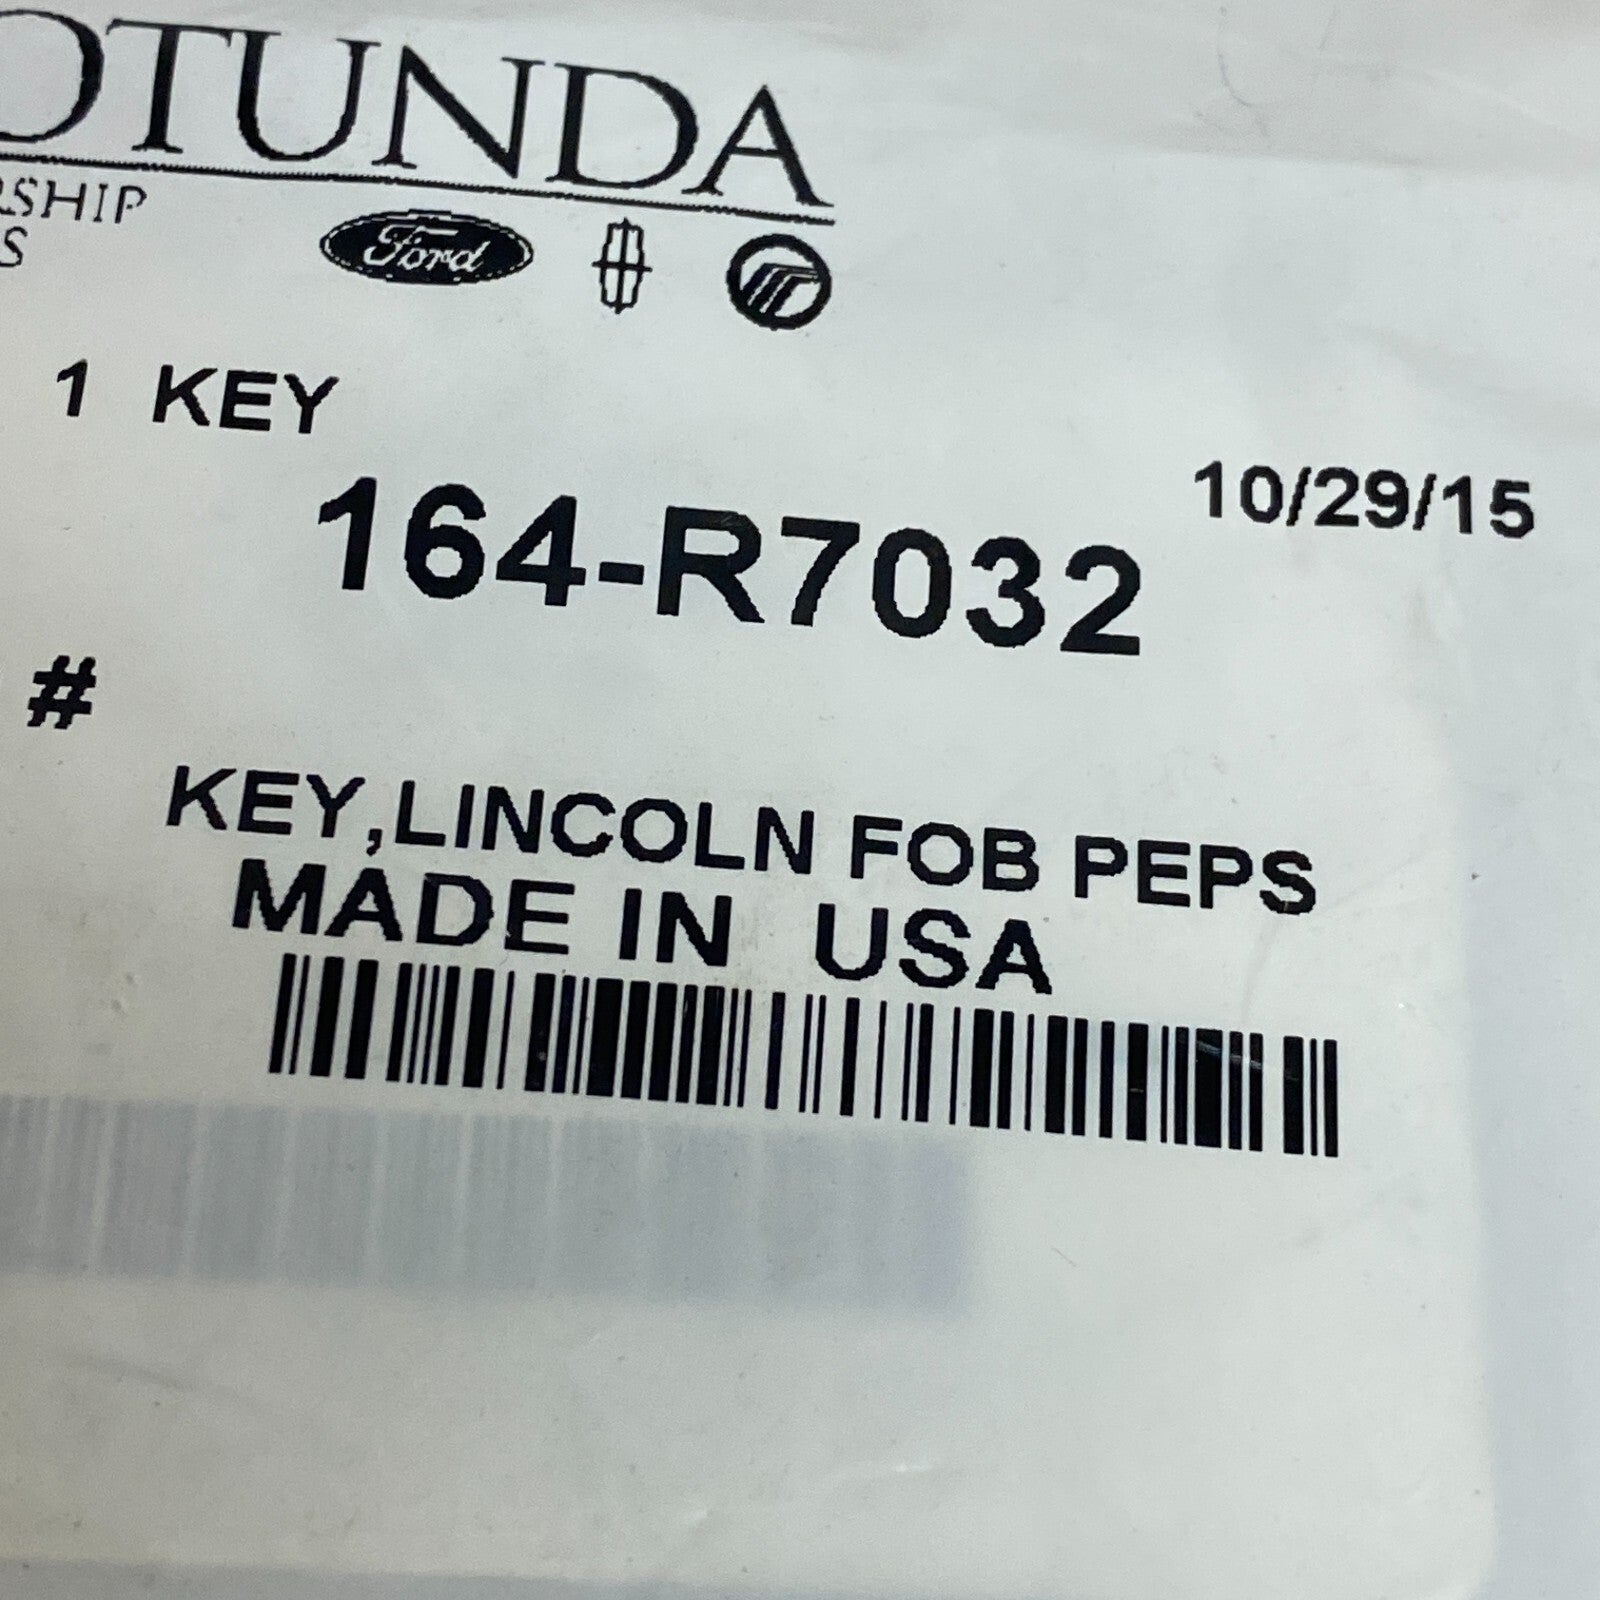 OTUNDA
RSHIP
S
Ford
1 KEY
10/29/15
164-R7032
#
KEY,LINCOLN FOB PEPS
MADE IN USA